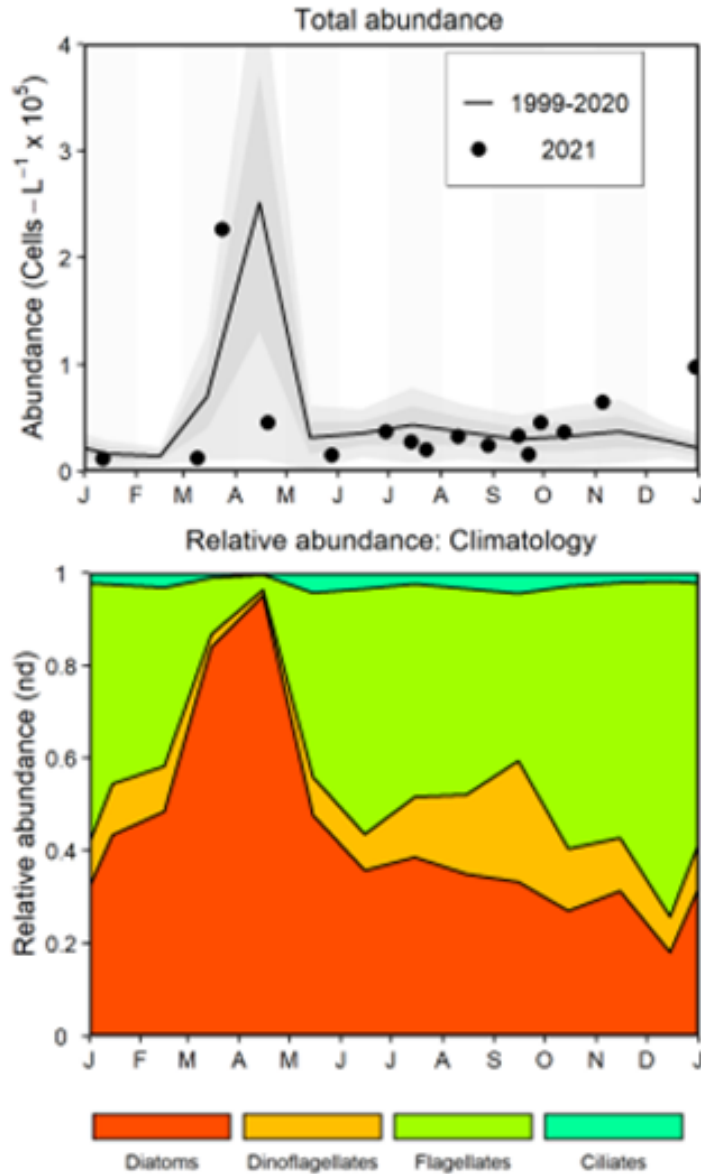 Total abundance
Abundance (Cells – L⁻¹ x 10⁵)
4
3
2
1
0
1999-2020
2021
J F M A M J J A S O N D J
Relative abundance: Climatology
Relative abundance (nd)
1
0.8
0.6
0.4
0.2
0
J F M A M J J A S O N D J
Diatoms Dinoflagellates Flagellates Ciliates